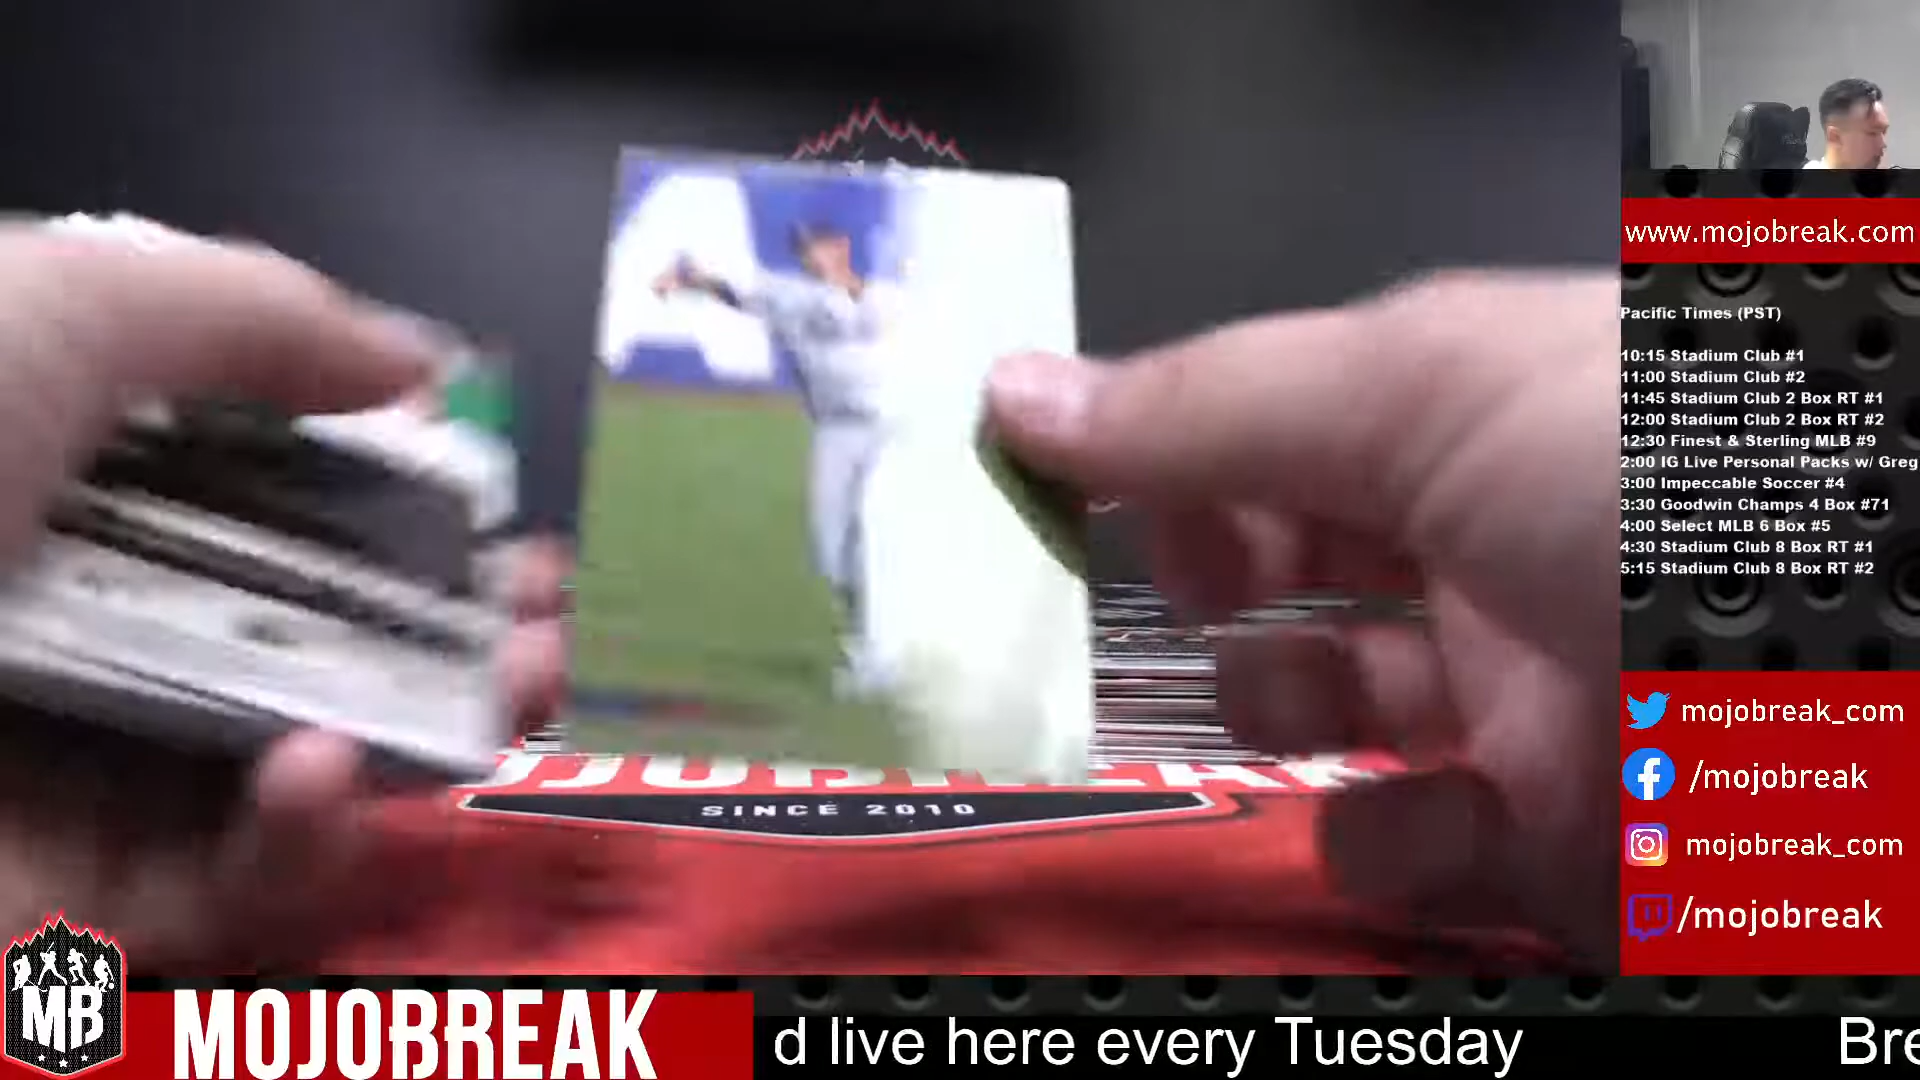 www.mojobreak.com
Pacific Times (PST)
10:15 Stadium Club #1
11:00 Stadium Club #2
11:45 Stadium Club 2 Box RT #1
12:00 Stadium Club 2 Box RT #2
12:30 Finest & Sterling MLB #9
2:00 IG Live Personal Packs w/ Greg
3:00 Impeccable Soccer #4
3:30 Goodwin Champs 4 Box #71
4:00 Select MLB 6 Box #5
4:30 Stadium Club 8 Box RT #1
5:15 Stadium Club 8 Box RT #2
mojobreak_com
/mojobreak
mojobreak_com
/mojobreak
A
SINCE 2010
MB
MOJOBREAK
d live here every Tuesday
Bre